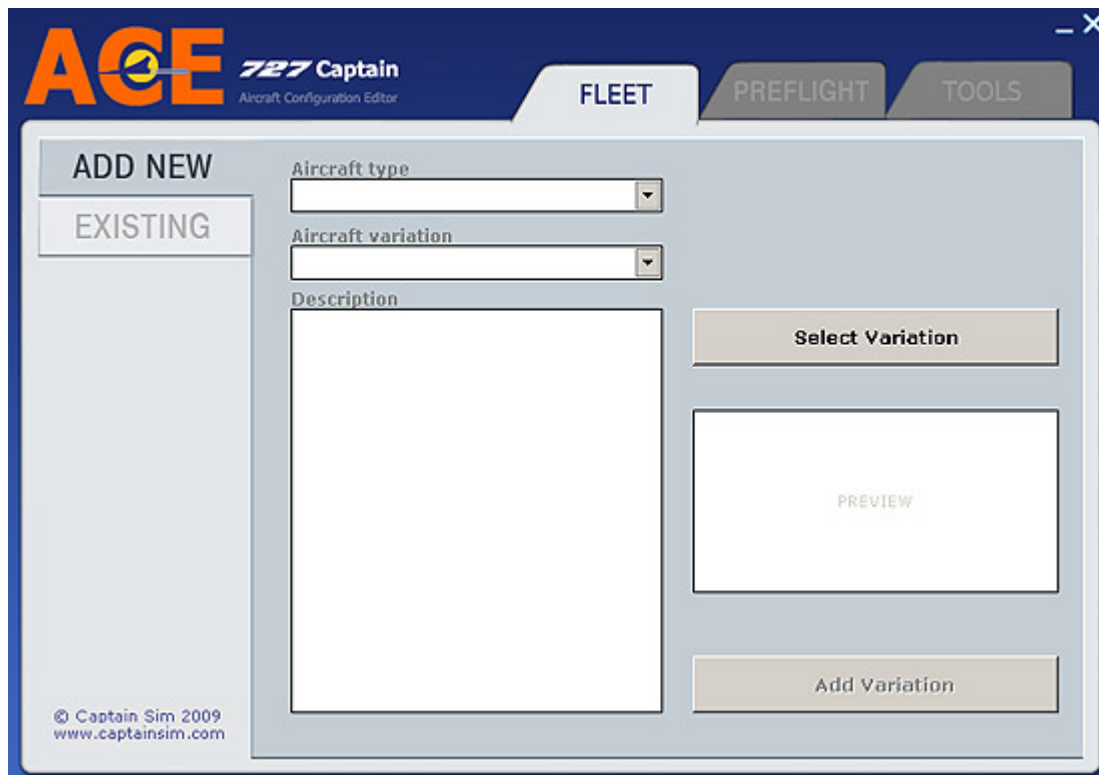 ACE 727 Captain
Aircraft Configuration Editor
FLEET
PREFLIGHT
TOOLS
ADD NEW
EXISTING
Aircraft type
Aircraft variation
Description
Select Variation
PREVIEW
Add Variation
© Captain Sim 2009
www.captainsim.com